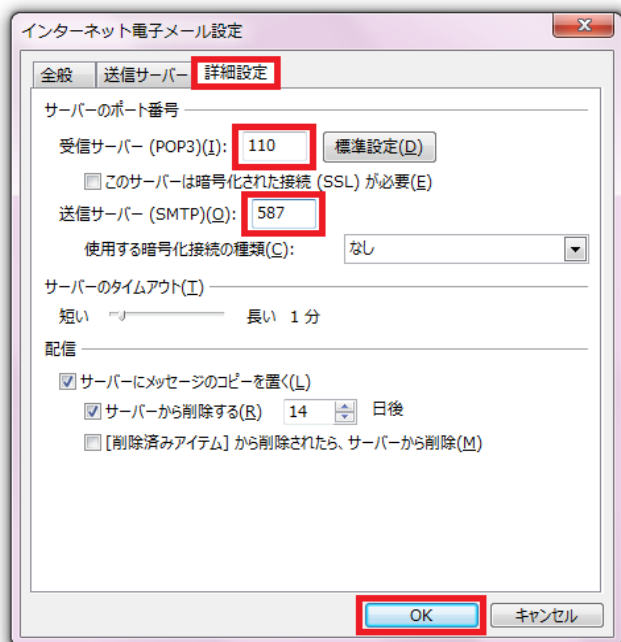 インターネット電子メール設定
全般 送信サーバー 詳細設定
サーバーのポート番号
受信サーバー (POP3)(I): 110 標準設定(D)
このサーバーは暗号化された接続 (SSL) が必要(E)
送信サーバー (SMTP)(O): 587
使用する暗号化接続の種類(C): なし
サーバーのタイムアウト(T)
短い 長い 1 分
配信
サーバーにメッセージのコピーを置く(L)
サーバーから削除する(R) 14 日後
[削除済みアイテム] から削除されたら、サーバーから削除(M)
OK キャンセル